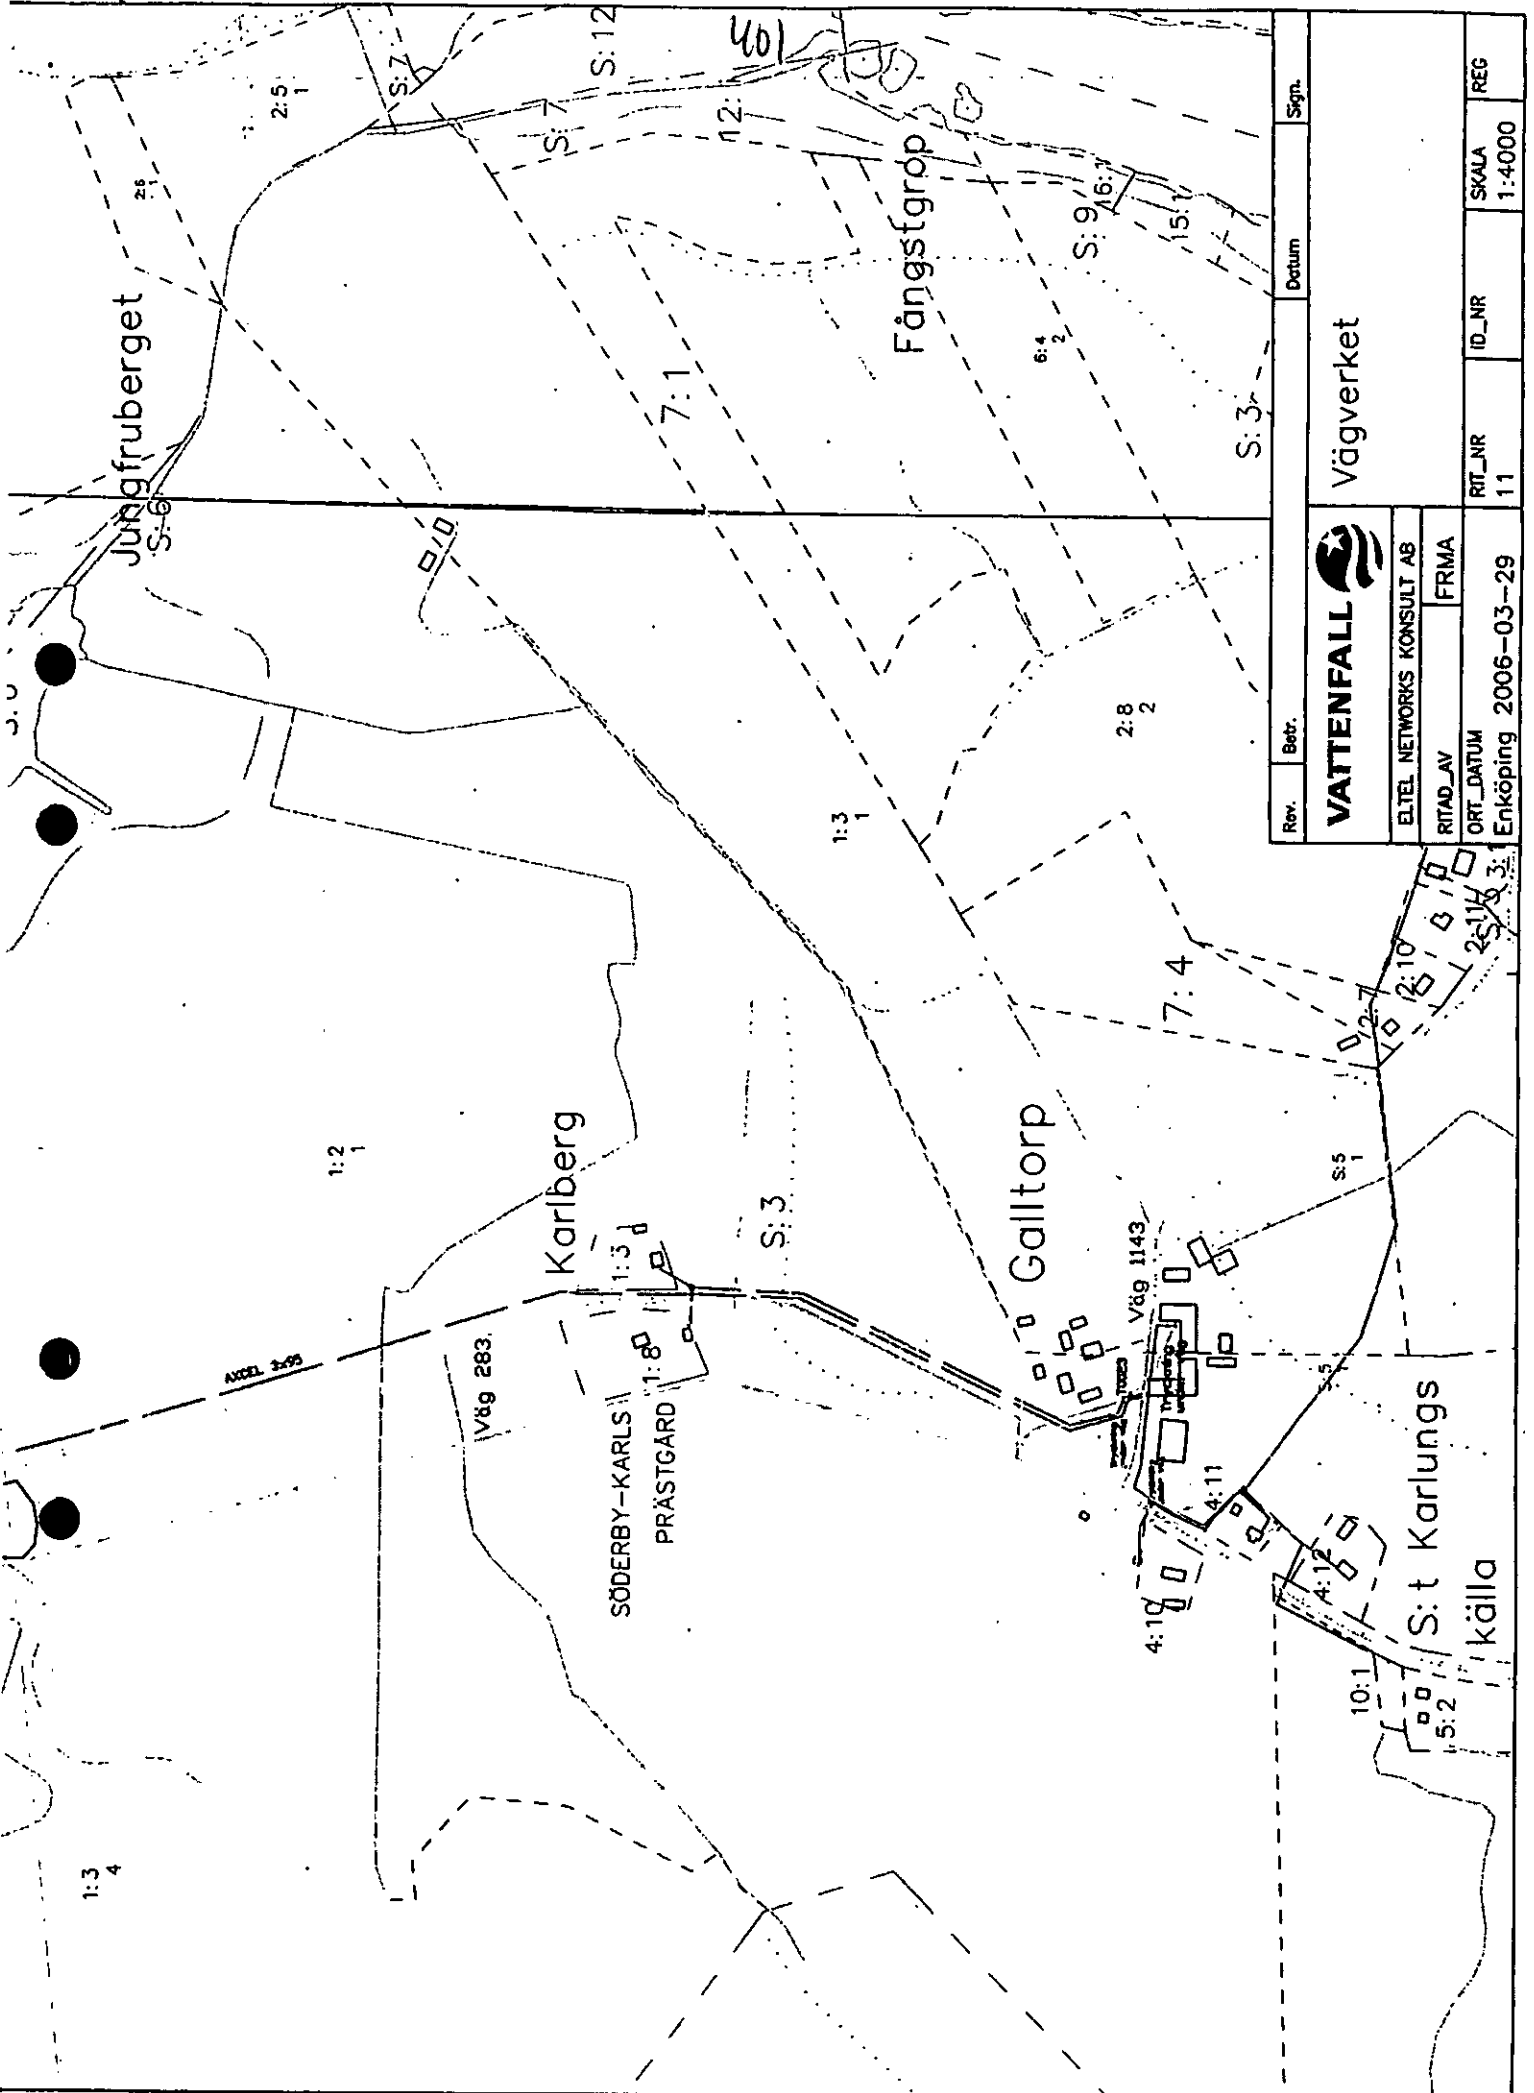 Jungfruberget
S:6
2:6
1
2:5
1
S:7
S:12
S:7
12:
Fångstgrop
S:9
16:1
15:1
7:1
6:4
2
S:3
2:8
2
1:3
1
7:4
1:2
1
Karlberg
1:3
S:3
AXCEL 3x95
Väg 283
1:8
SÖDERBY-KARLS
PRÄSTGÅRD
1:3
4
Galltorp
Väg 1143
S:5
1
S:5
4:11
4:10
4:12
S:t Karlungs
källa
10:1
5:2
2:7
2:10
2:11
3:1
Rev.
Betr.
Datum
Sign.
VATTENFALL
Vägverket
ELTEL NETWORKS KONSULT AB
RITAD_AV
FRMA
ORT_DATUM
Enköping 2006-03-29
RIT_NR
11
ID_NR
SKALA
1:4000
REG